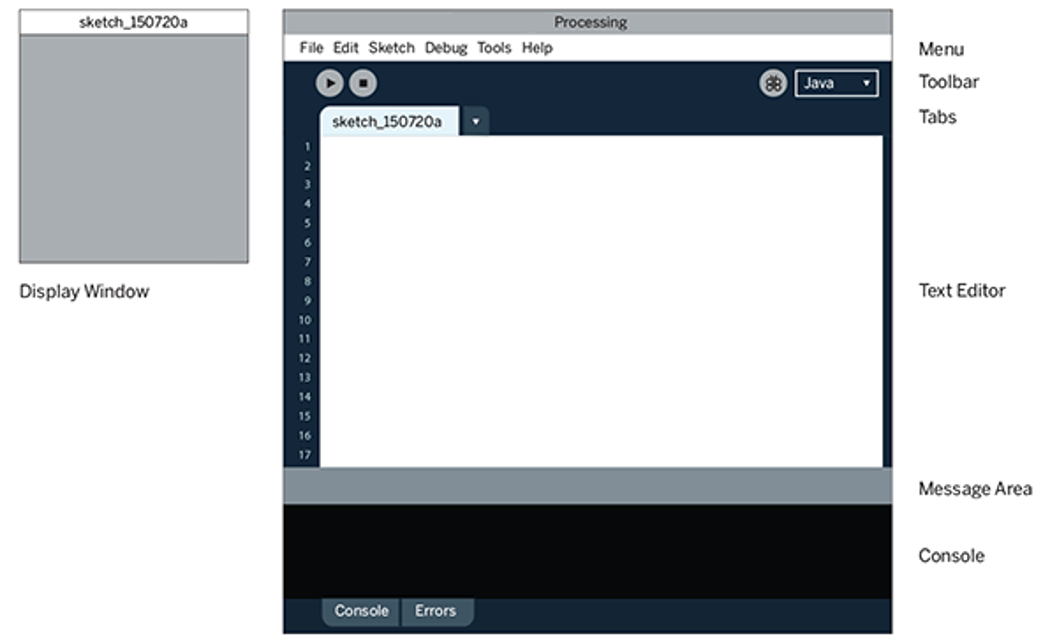 sketch_150720a
Display Window
Processing
File Edit Sketch Debug Tools Help
Java
sketch_150720a
1
2
3
4
5
6
7
8
9
10
11
12
13
14
15
16
17
Console Errors
Menu
Toolbar
Tabs
Text Editor
Message Area
Console